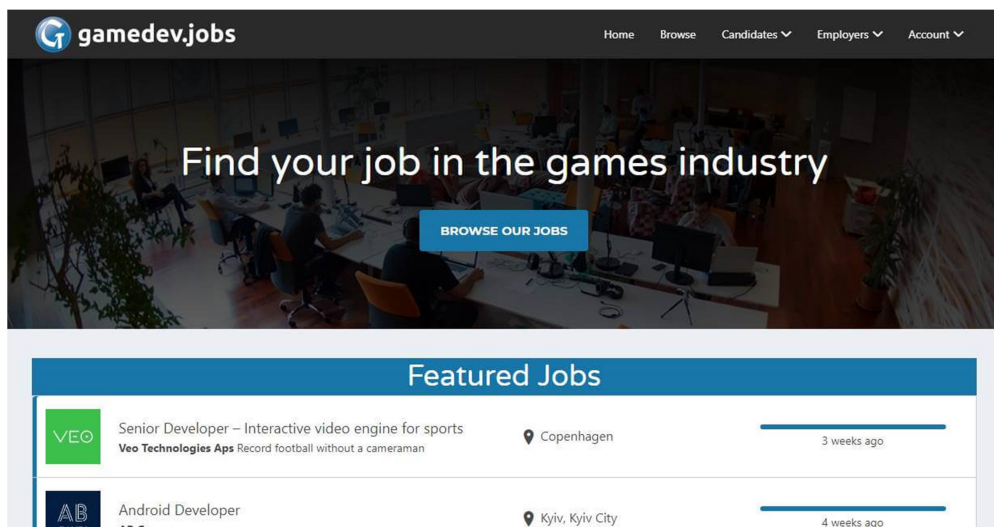 G gamedev.jobs
Home Browse Candidates Employers Account
Find your job in the games industry
BROWSE OUR JOBS
Featured Jobs
VEO
Senior Developer – Interactive video engine for sports
Veo Technologies Aps Record football without a cameraman
Copenhagen
3 weeks ago
AB
Android Developer
Kyiv, Kyiv City
4 weeks ago